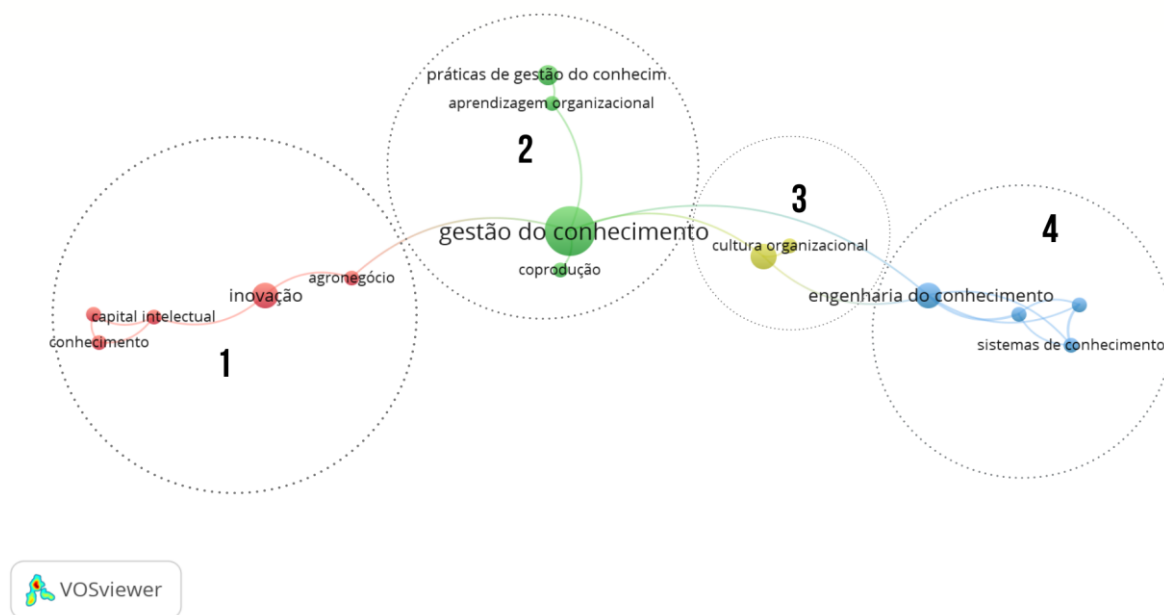 práticas de gestão do conhecim
aprendizagem organizacional
2
3
4
gestão do conhecimento
cultura organizacional
coprodução
agronegócio
inovação
engenharia do conhecimento
capital intelectual
conhecimento
sistemas de conhecimento
1
VOSviewer